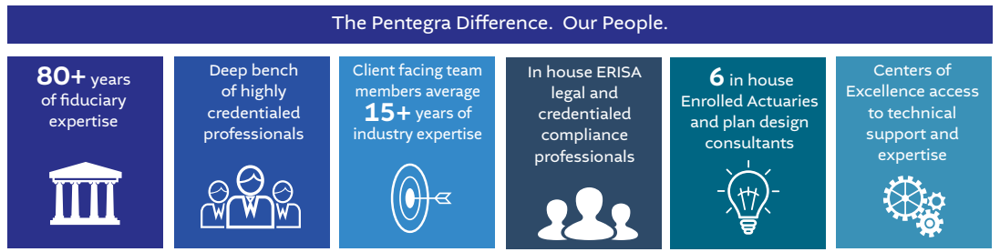 The Pentegra Difference.  Our People.
80+ years
of fiduciary
expertise
Deep bench
of highly
credentialed
professionals
Client facing team
members average
15+ years of
industry expertise
In house ERISA
legal and
credentialed
compliance
professionals
6 in house
Enrolled Actuaries
and plan design
consultants
Centers of
Excellence access
to technical
support and
expertise